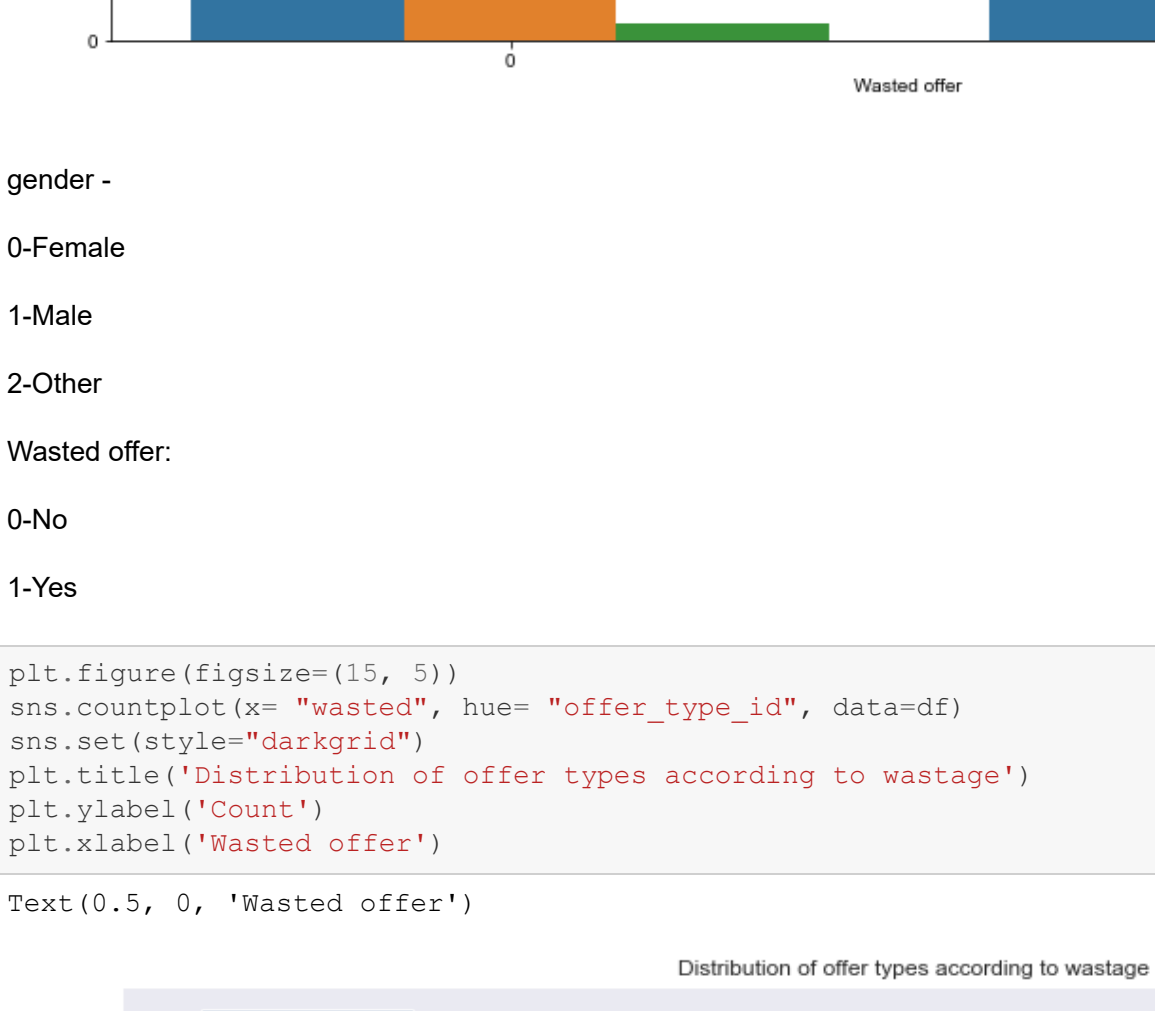 0
0
Wasted offer
gender -
0-Female
1-Male
2-Other
Wasted offer:
0-No
1-Yes
plt.figure(figsize=(15, 5))
sns.countplot(x= "wasted", hue= "offer_type_id", data=df)
sns.set(style="darkgrid")
plt.title('Distribution of offer types according to wastage')
plt.ylabel('Count')
plt.xlabel('Wasted offer')
Text(0.5, 0, 'Wasted offer')
Distribution of offer types according to wastage